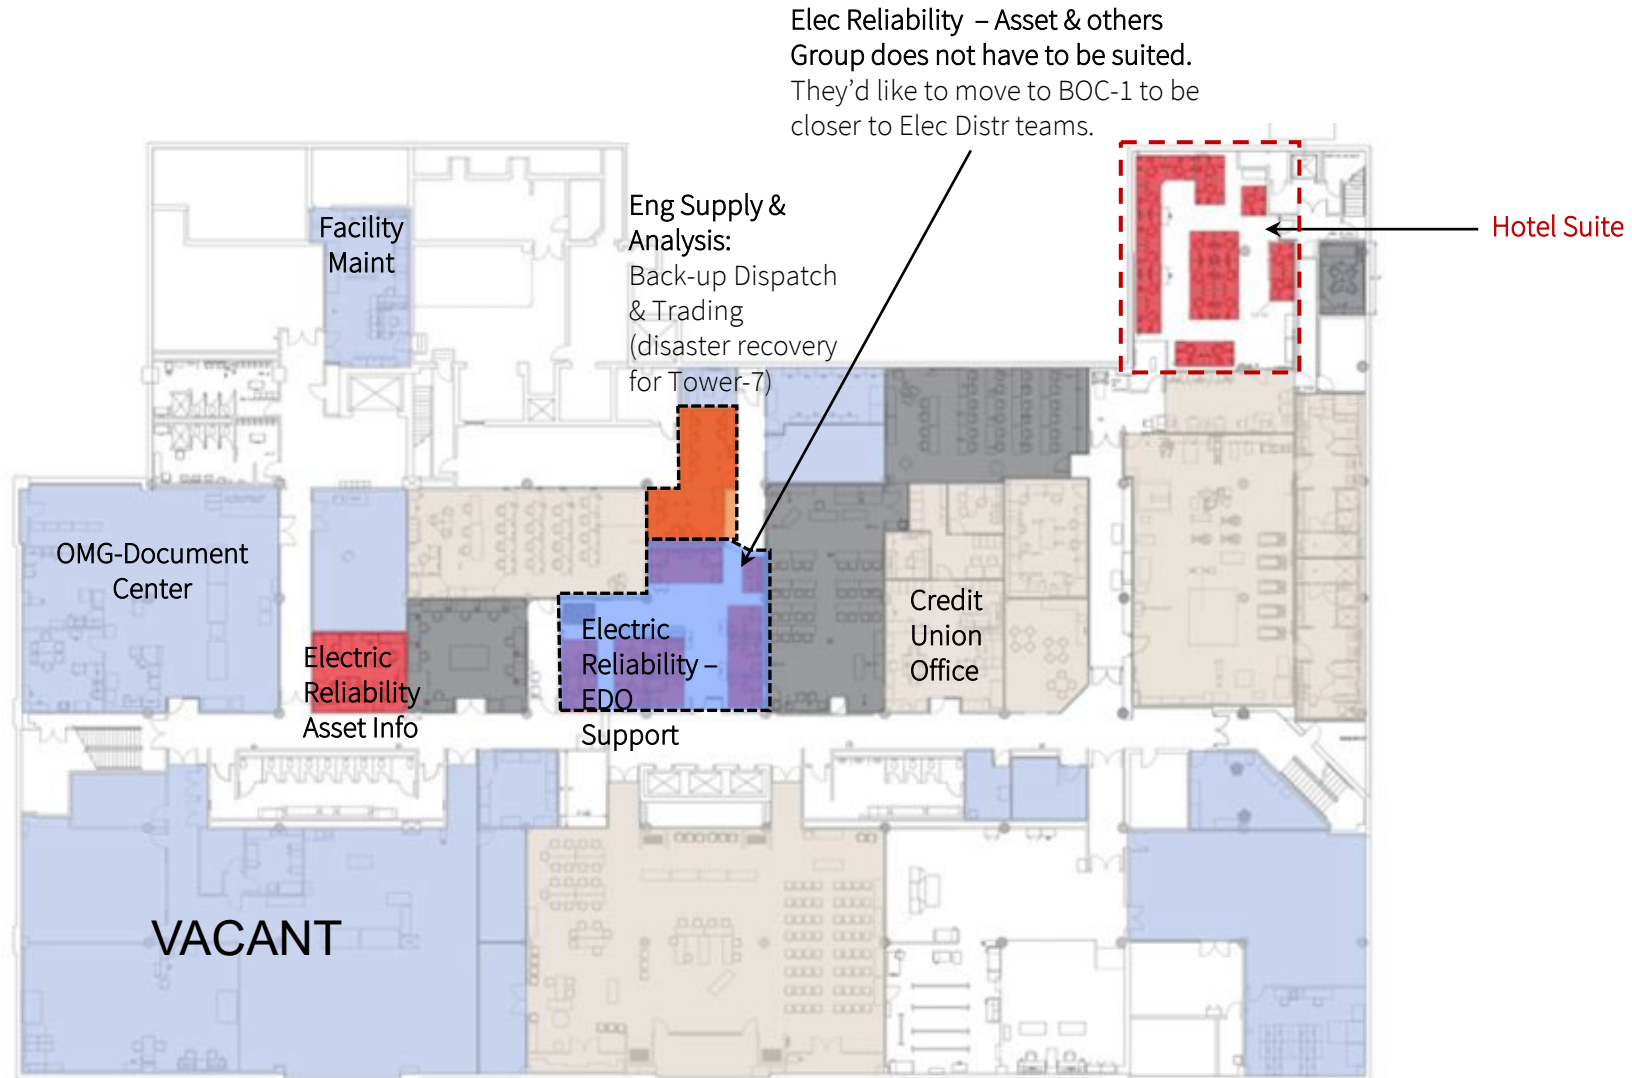 Elec Reliability  – Asset & others
Group does not have to be suited.
They’d like to move to BOC-1 to be
closer to Elec Distr teams.
Eng Supply &
Analysis:
Back-up Dispatch
& Trading
(disaster recovery
for Tower-7)
Facility
Maint
Hotel Suite
OMG-Document
Center
Electric
Reliability
Asset Info
Electric
Reliability –
EDO
Support
Credit
Union
Office
VACANT